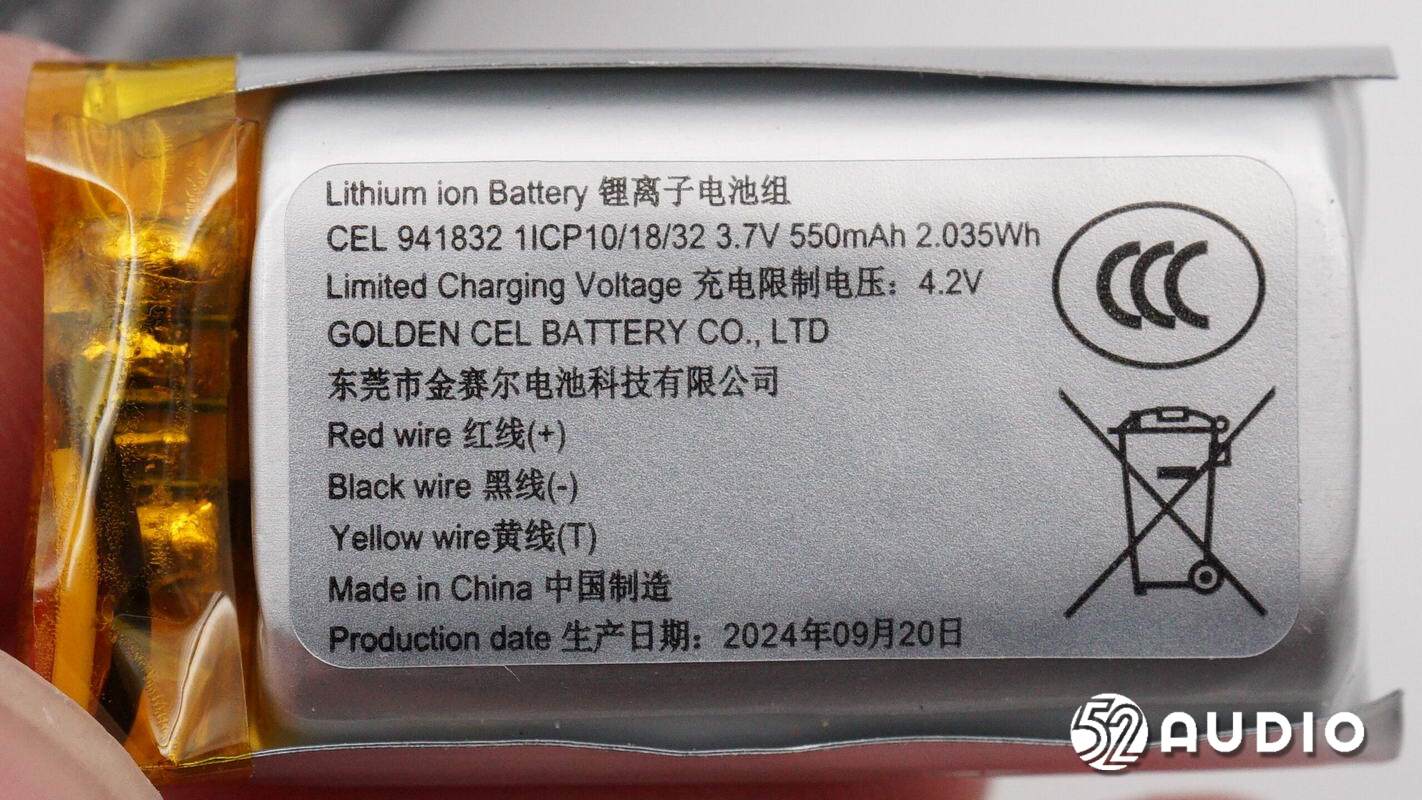 Lithium ion Battery 锂离子电池组
CEL 941832 1ICP10/18/32 3.7V 550mAh 2.035Wh
Limited Charging Voltage 充电限制电压：4.2V
GOLDEN CEL BATTERY CO., LTD
东莞市金赛尔电池科技有限公司
Red wire 红线(+)
Black wire 黑线(-)
Yellow wire黄线(T)
Made in China 中国制造
Production date 生产日期：2024年09月20日
CCC
52 AUDIO